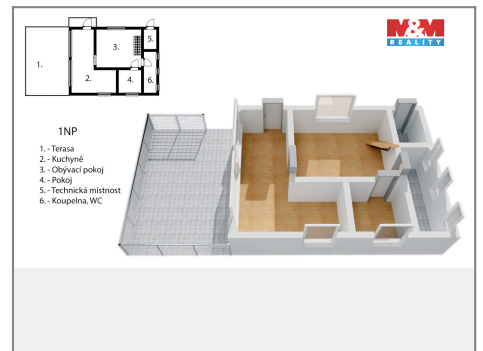 M&M
REALITY
5.
3.
1.
2.
4.
6.
1NP
1. - Terasa
2. - Kuchyně
3. - Obývací pokoj
4. - Pokoj
5. - Technická místnost
6. - Koupelna, WC